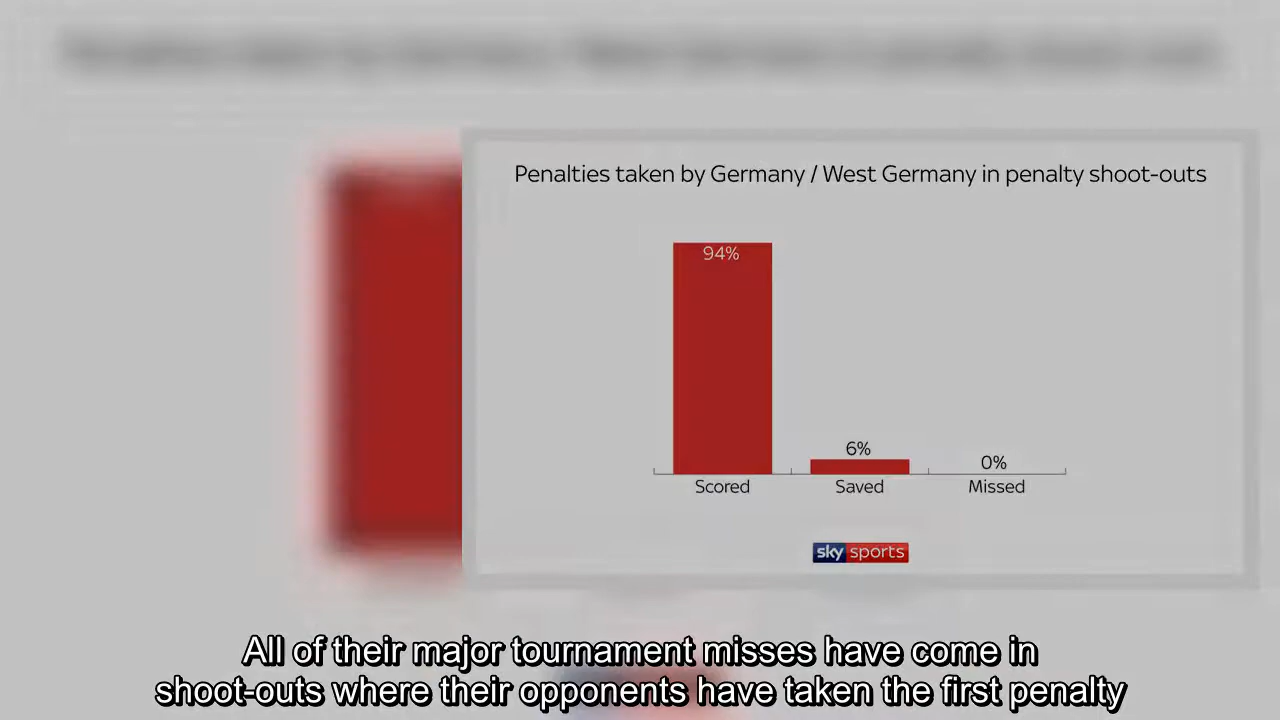 Penalties taken by Germany / West Germany in penalty shoot-outs
94%
6%
0%
Scored Saved Missed
sky sports
All of their major tournament misses have come in
shoot-outs where their opponents have taken the first penalty